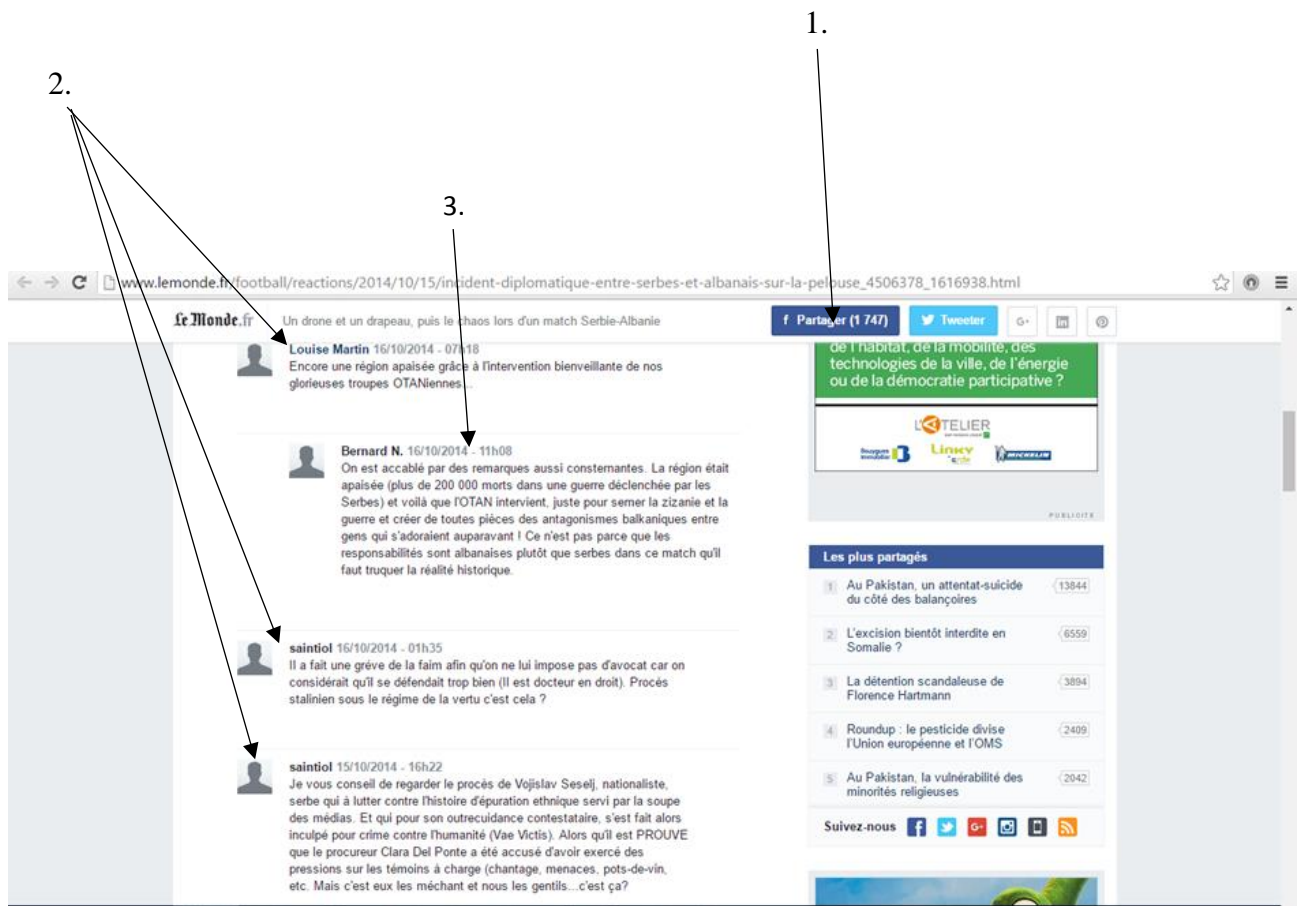 1.
2.
3.
www.lemonde.fr/football/reactions/2014/10/15/incident-diplomatique-entre-serbes-et-albanais-sur-la-pelouse_4506378_1616938.html
Le Monde.fr
Un drone et un drapeau, puis le chaos lors d'un match Serbie-Albanie
f Partager (1 747)
Tweeter
G+
in
Louise Martin 16/10/2014 - 07h18
Encore une région apaisée grâce à l'intervention bienveillante de nos
glorieuses troupes OTANiennes...
Bernard N. 16/10/2014 - 11h08
On est accablé par des remarques aussi consternantes. La région était
apaisée (plus de 200 000 morts dans une guerre déclenchée par les
Serbes) et voilà que l'OTAN intervient, juste pour semer la zizanie et la
guerre et créer de toutes pièces des antagonismes balkaniques entre
gens qui s'adoraient auparavant ! Ce n'est pas parce que les
responsabilités sont albanaises plutôt que serbes dans ce match qu'il
faut truquer la réalité historique.
saintiol 16/10/2014 - 01h35
Il a fait une gréve de la faim afin qu'on ne lui impose pas d'avocat car on
considérait qu'il se défendait trop bien (Il est docteur en droit). Procés
stalinien sous le régime de la vertu c'est cela ?
saintiol 15/10/2014 - 16h22
Je vous conseil de regarder le procès de Vojislav Seselj, nationaliste,
serbe qui à lutter contre l'histoire d'épuration ethnique servi par la soupe
des médias. Et qui pour son outrecuidance contestataire, s'est fait alors
inculpé pour crime contre l'humanité (Vae Victis). Alors qu'il est PROUVE
que le procureur Clara Del Ponte a été accusé d'avoir exercé des
pressions sur les témoins à charge (chantage, menaces, pots-de-vin,
etc. Mais c'est eux les méchant et nous les gentils...c'est ça?
de l'habitat, de la mobilité, des
technologies de la ville, de l'énergie
ou de la démocratie participative ?
L'ATELIER
Bouygues
Immobilier
Linky
MICHELIN
PUBLICITÉ
Les plus partagés
1 Au Pakistan, un attentat-suicide
du côté des balançoires
13844
2 L'excision bientôt interdite en
Somalie ?
6559
3 La détention scandaleuse de
Florence Hartmann
3894
4 Roundup : le pesticide divise
l'Union européenne et l'OMS
2409
5 Au Pakistan, la vulnérabilité des
minorités religieuses
2042
Suivez-nous